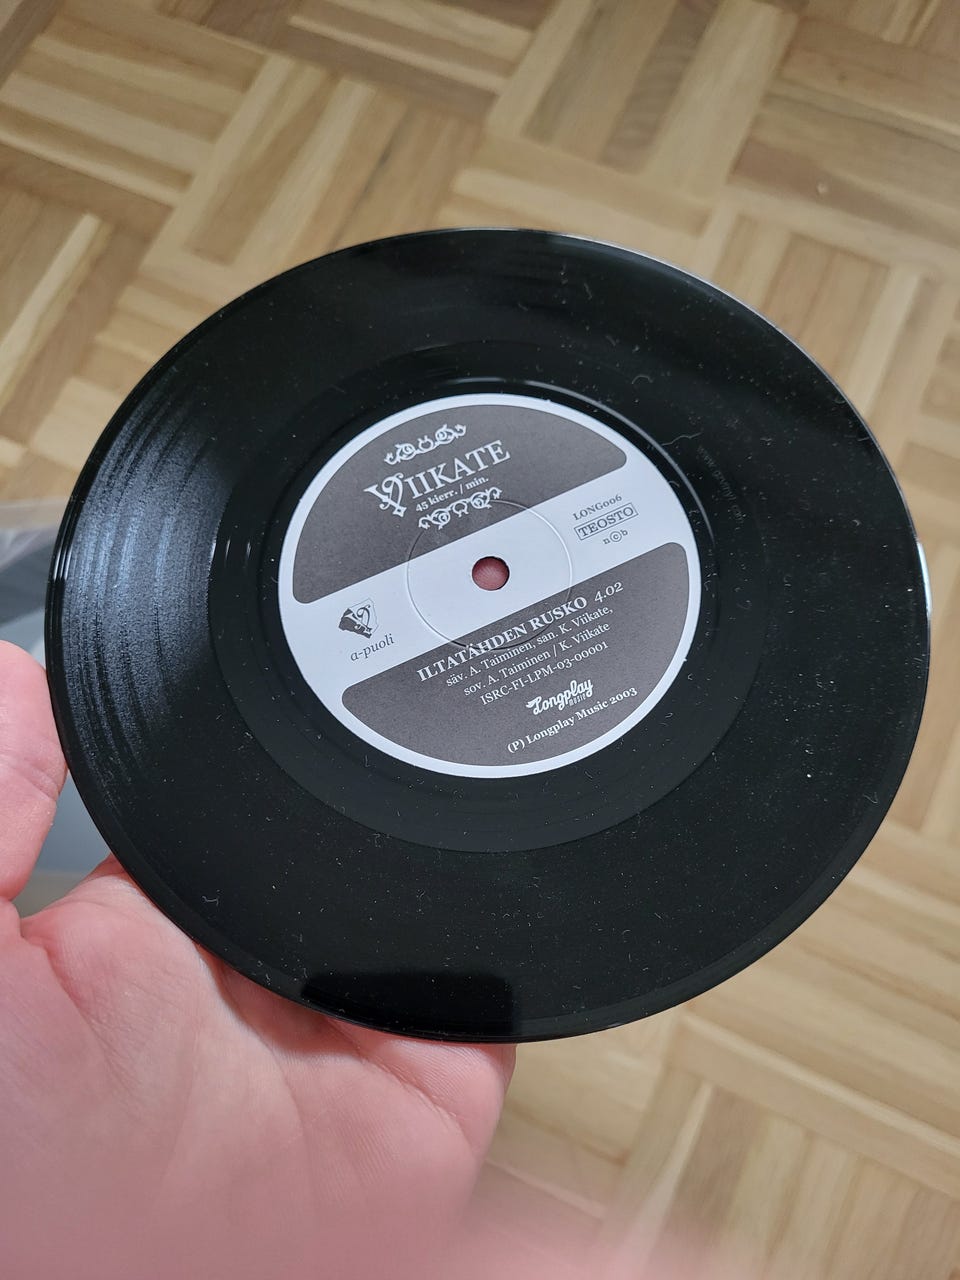 VIIKATE
45 kierr. / min.
LONG006
TEOSTO
n©b
a-puoli
ILTATÄHDEN RUSKO 4.02
säv. A. Taiminen, san. K. Viikate,
sov. A. Taiminen / K. Viikate
ISRC-FI-LPM-03-00001
Longplay
MUSIC
(P) Longplay Music 2003